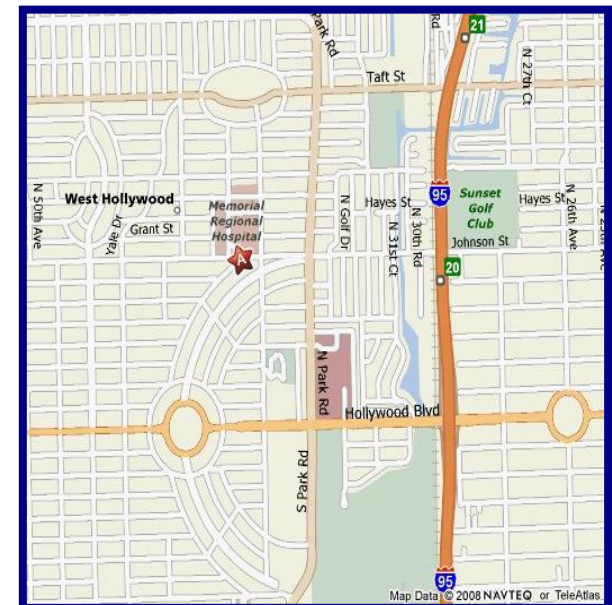 21
N Park Rd
Rd
N 27th Ct
Taft St
N 50th Ave
West Hollywood
Yale Dr
Grant St
Memorial
Regional
Hospital
A
N Golf Dr
Hayes St
N 31st Ct
N 30th Rd
95
Sunset
Golf
Club
Hayes St
N 26th Ave
Johnson St
20
N Park Rd
Hollywood Blvd
S Park Rd
95
Map Data © 2008 NAVTEQ or TeleAtlas